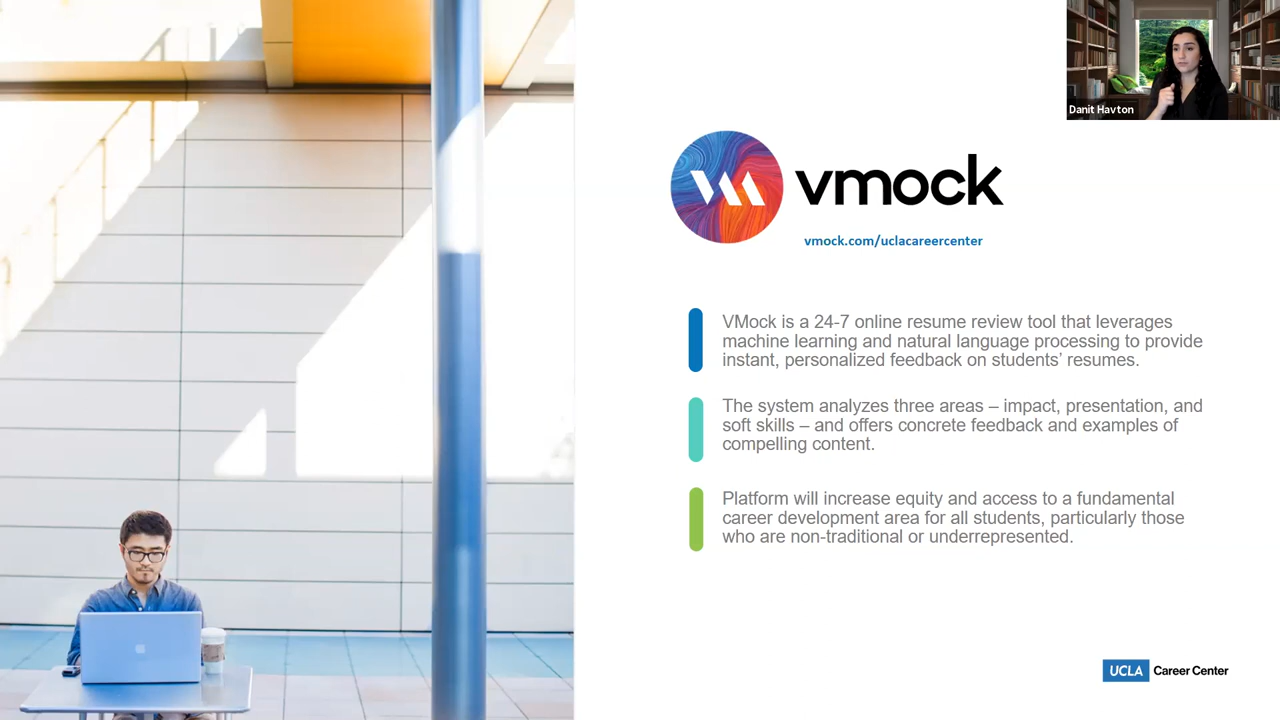 Danit Havton
vmock
vmock.com/uclacareercenter
VMock is a 24-7 online resume review tool that leverages
machine learning and natural language processing to provide
instant, personalized feedback on students’ resumes.
The system analyzes three areas – impact, presentation, and
soft skills – and offers concrete feedback and examples of
compelling content.
Platform will increase equity and access to a fundamental
career development area for all students, particularly those
who are non-traditional or underrepresented.
UCLA Career Center